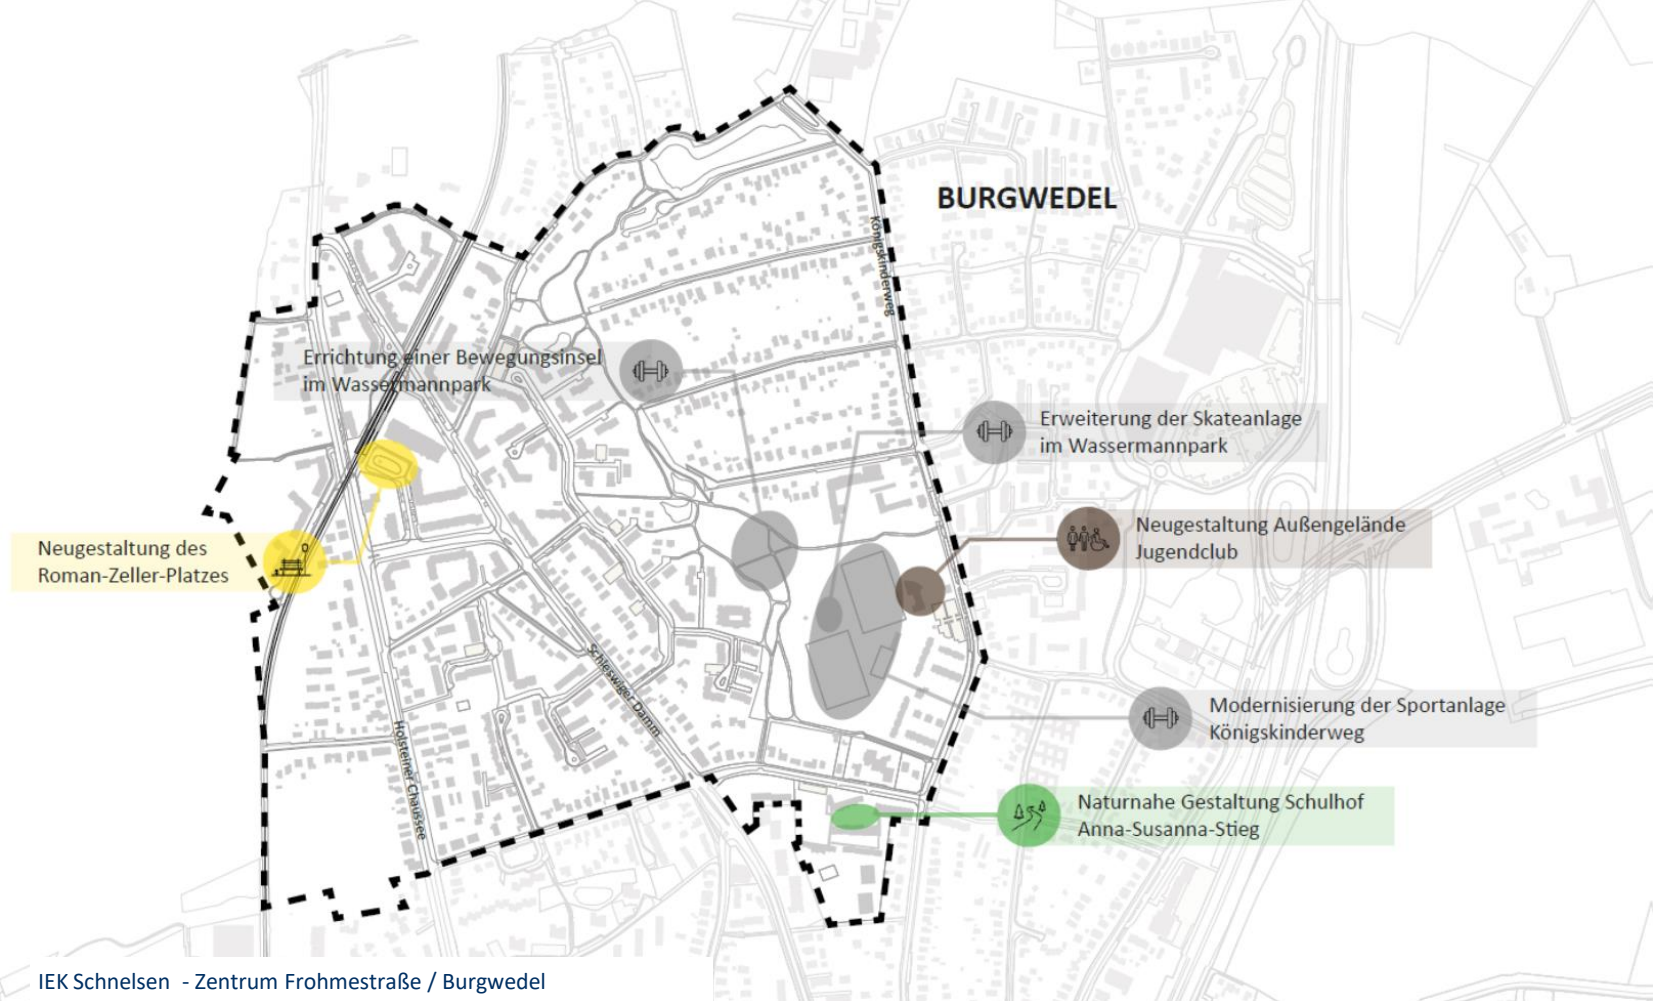 BURGWEDEL
Königskinderweg
Errichtung einer Bewegungsinsel
im Wassermannpark
Erweiterung der Skateanlage
im Wassermannpark
Neugestaltung des
Roman-Zeller-Platzes
Neugestaltung Außengelände
Jugendclub
Schleswiger Damm
Holsteiner Chaussee
Modernisierung der Sportanlage
Königskinderweg
Naturnahe Gestaltung Schulhof
Anna-Susanna-Stieg
IEK Schnelsen - Zentrum Frohmestraße / Burgwedel